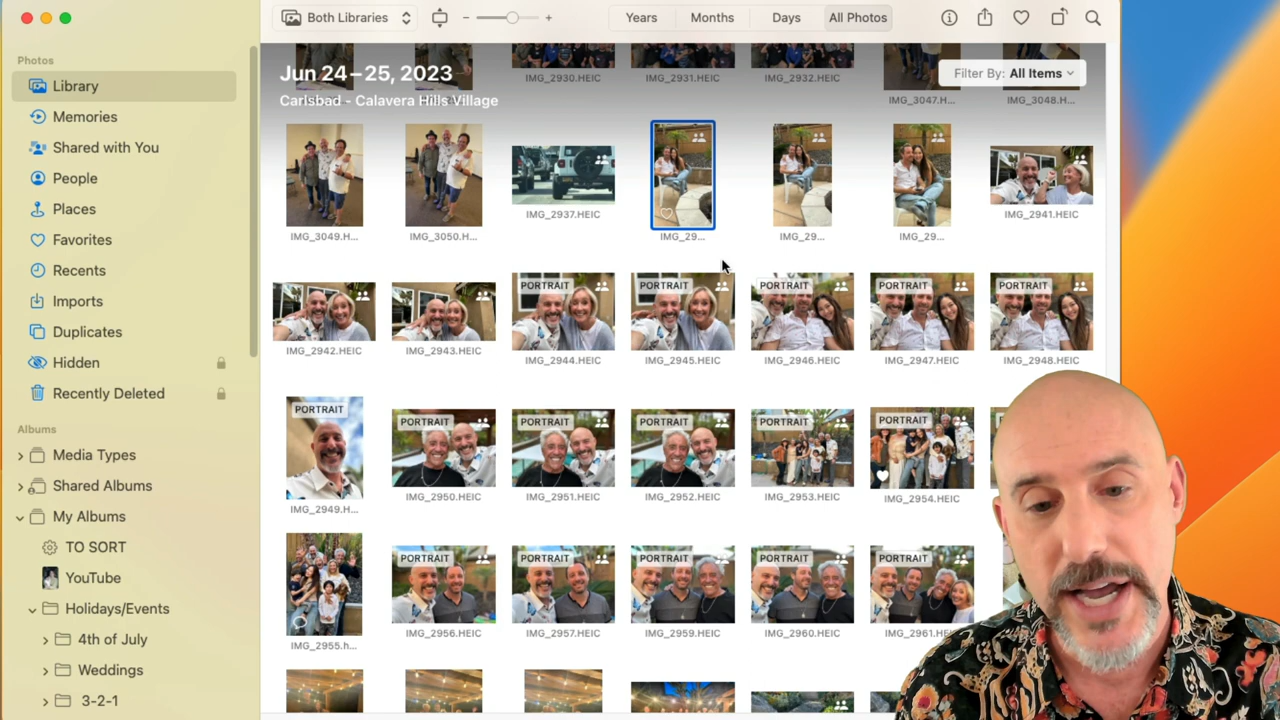 Both Libraries
Years
Months
Days
All Photos
Photos
Library
Memories
Shared with You
People
Places
Favorites
Recents
Imports
Duplicates
Hidden
Recently Deleted
Albums
Media Types
Shared Albums
My Albums
TO SORT
YouTube
Holidays/Events
4th of July
Weddings
3-2-1
Jun 24–25, 2023
Filter By: All Items
Carlsbad - Calavera Hills Village
IMG_2930.HEIC
IMG_2931.HEIC
IMG_2932.HEIC
IMG_3047.H...
IMG_3048.H...
IMG_3049.H...
IMG_3050.H...
IMG_2937.HEIC
IMG_29...
IMG_29...
IMG_29...
IMG_2941.HEIC
PORTRAIT
PORTRAIT
PORTRAIT
PORTRAIT
PORTRAIT
IMG_2942.HEIC
IMG_2943.HEIC
IMG_2944.HEIC
IMG_2945.HEIC
IMG_2946.HEIC
IMG_2947.HEIC
IMG_2948.HEIC
PORTRAIT
PORTRAIT
PORTRAIT
PORTRAIT
PORTRAIT
PORTRAIT
IMG_2949.H...
IMG_2950.HEIC
IMG_2951.HEIC
IMG_2952.HEIC
IMG_2953.HEIC
IMG_2954.HEIC
PORTRAIT
PORTRAIT
PORTRAIT
PORTRAIT
PORTRAIT
IMG_2955.h...
IMG_2956.HEIC
IMG_2957.HEIC
IMG_2959.HEIC
IMG_2960.HEIC
IMG_2961.HEIC